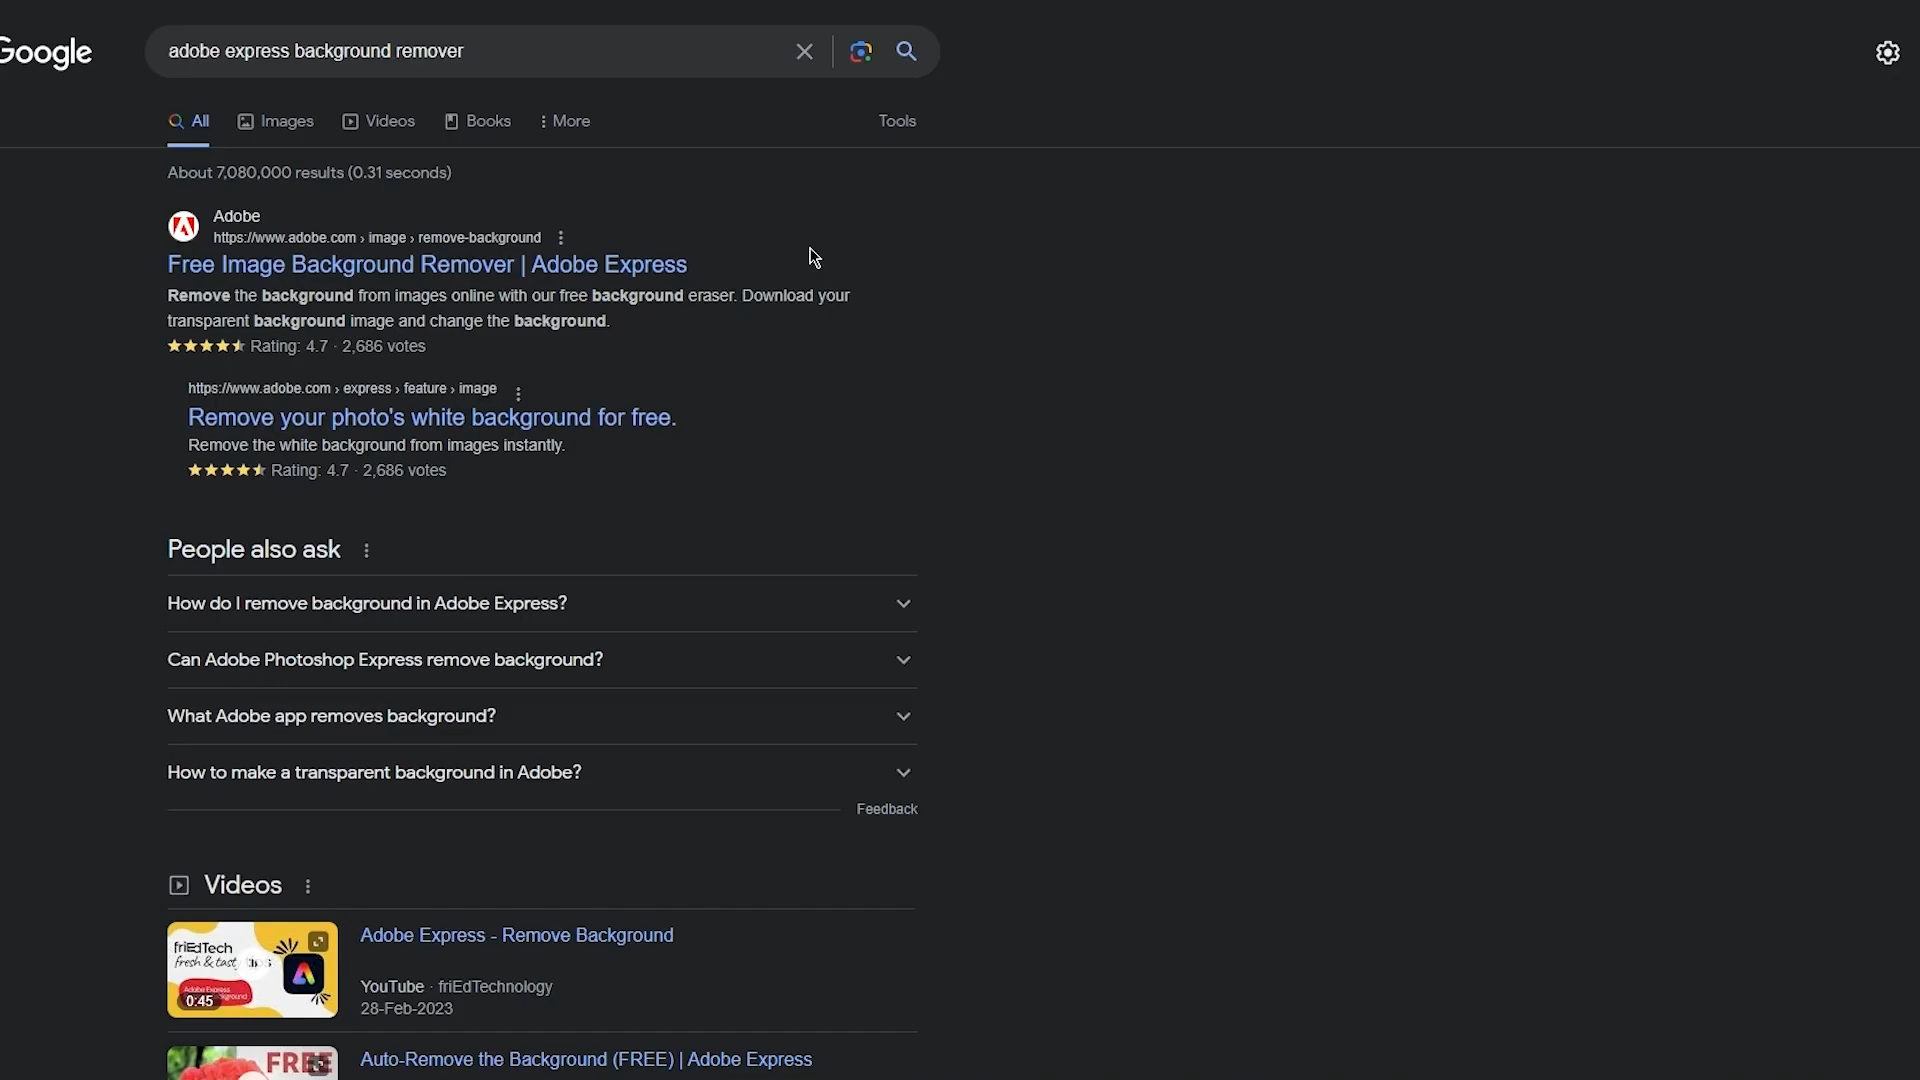 Google
adobe express background remover
All Images Videos Books More Tools
About 7,080,000 results (0.31 seconds)
Adobe
https://www.adobe.com › image › remove-background
Free Image Background Remover | Adobe Express
Remove the background from images online with our free background eraser. Download your
transparent background image and change the background.
Rating: 4.7 · 2,686 votes
https://www.adobe.com › express › feature › image
Remove your photo's white background for free.
Remove the white background from images instantly.
Rating: 4.7 · 2,686 votes
People also ask
How do I remove background in Adobe Express?
Can Adobe Photoshop Express remove background?
What Adobe app removes background?
How to make a transparent background in Adobe?
Feedback
Videos
friEdTech
fresh & tasty tips
Adobe Express
0:45
Adobe Express - Remove Background
YouTube · friEdTechnology
28-Feb-2023
FREE
Auto-Remove the Background (FREE) | Adobe Express